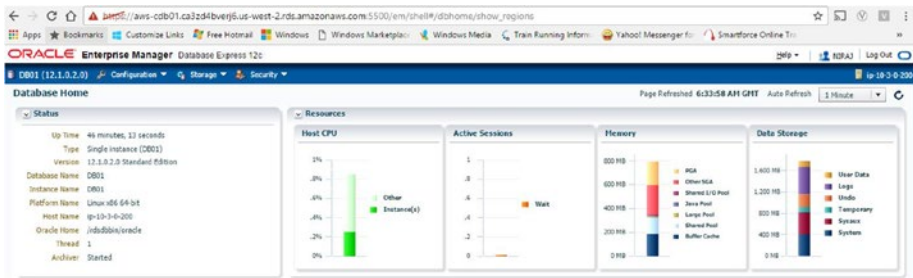 https://aws-cdb01.ca3zd4bverj6.us-west-2.rds.amazonaws.com:5500/em/shell#/dbhome/show_regions
Apps Bookmarks Customize Links Free Hotmail Windows Windows Marketplace Windows Media Train Running Inform Yahoo! Messenger fo Smartforce Online Tra
ORACLE Enterprise Manager Database Express 12c
Help Log Out
DB01 (12.1.0.2.0) Configuration Storage Security ip-10-3-0-200
Database Home
Page Refreshed 6:33:58 AM GMT Auto Refresh 1 Minute
Status
Up Time 46 minutes, 13 seconds
Type Single instance (DB01)
Version 12.1.0.2.0 Standard Edition
Database Name DB01
Instance Name DB01
Platform Name Linux x86 64-bit
Host Name ip-10-3-0-200
Oracle Home /rdsdbbin/oracle
Thread 1
Archiver Started
Resources
Host CPU
1%
.8%
.6%
.4%
.2%
0%
Other
Instance(s)
Active Sessions
1
.8
.6
.4
.2
0
Wait
Memory
800 MB
600 MB
400 MB
200 MB
0 MB
PGA
Other SGA
Shared I/O Pool
Java Pool
Large Pool
Shared Pool
Buffer Cache
Data Storage
1,600 MB
1,200 MB
800 MB
400 MB
0 MB
User Data
Logs
Undo
Temporary
Sysaux
System